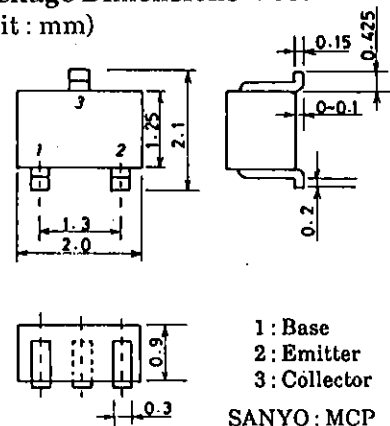 Package Dimensions
it : mm)
0.15
0.425
3
0~0.1
1.25
2.1
1
2
1.3
0.2
2.0
0.9
0.3
1 : Base
2 : Emitter
3 : Collector
SANYO : MCP